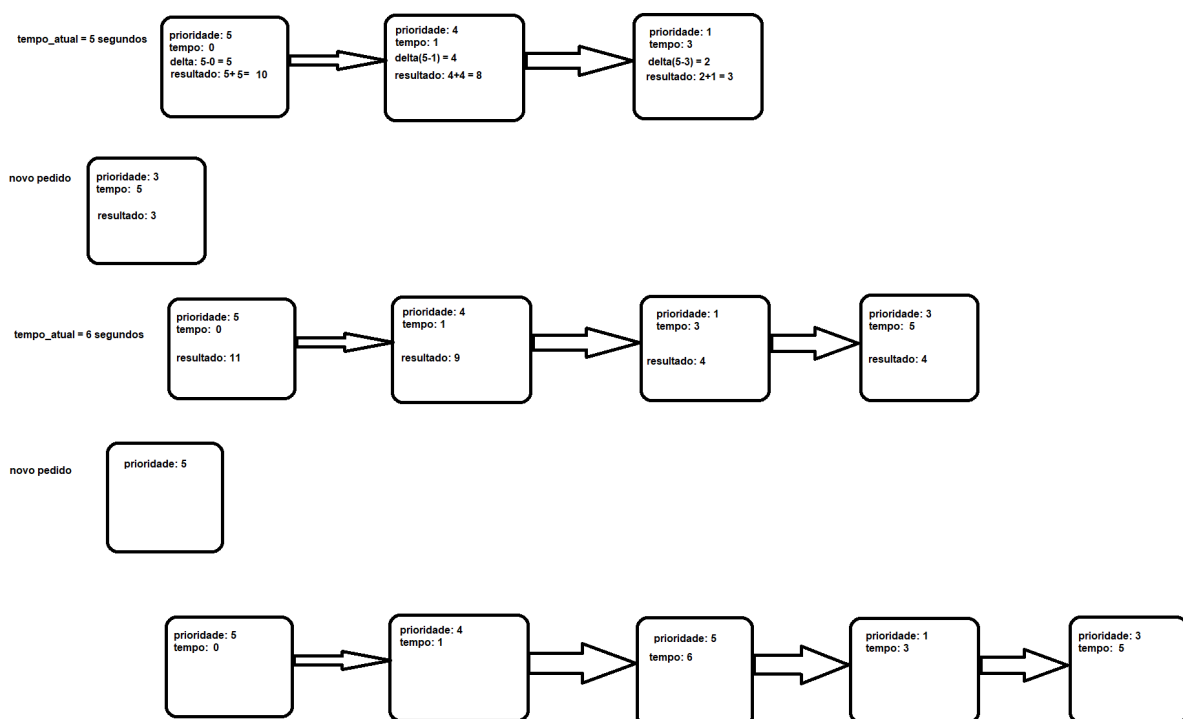 tempo_atual = 5 segundos
prioridade: 5
tempo: 0
delta: 5-0 = 5
resultado: 5+ 5 = 10
prioridade: 4
tempo: 1
delta(5-1) = 4
resultado: 4+4 = 8
prioridade: 1
tempo: 3
delta(5-3) = 2
resultado: 2+1 = 3
novo pedido
prioridade: 3
tempo: 5
resultado: 3
tempo_atual = 6 segundos
prioridade: 5
tempo: 0
resultado: 11
prioridade: 4
tempo: 1
resultado: 9
prioridade: 1
tempo: 3
resultado: 4
prioridade: 3
tempo: 5
resultado: 4
novo pedido
prioridade: 5
prioridade: 5
tempo: 0
prioridade: 4
tempo: 1
prioridade: 5
tempo: 6
prioridade: 1
tempo: 3
prioridade: 3
tempo: 5